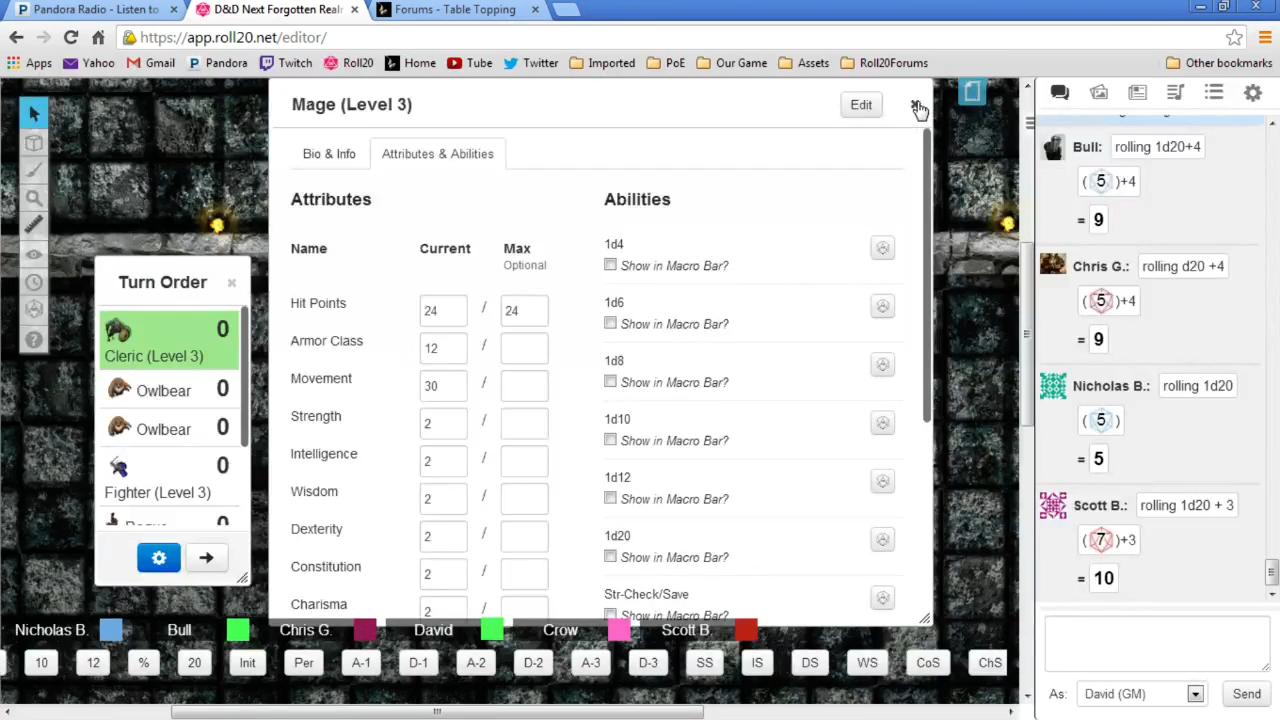 Pandora Radio - Listen to
D&D Next Forgotten Realm
Forums - Table Topping
https://app.roll20.net/editor/
Apps Yahoo Gmail Pandora Twitch Roll20 Home Tube Twitter Imported PoE Our Game Assets Roll20Forums Other bookmarks
Mage (Level 3)
Edit
Bio & Info
Attributes & Abilities
Attributes
Name Current Max
Optional
Hit Points 24 / 24
Armor Class 12 /
Movement 30 /
Strength 2 /
Intelligence 2 /
Wisdom 2 /
Dexterity 2 /
Constitution 2 /
Charisma 2 /
Abilities
1d4
Show in Macro Bar?
1d6
Show in Macro Bar?
1d8
Show in Macro Bar?
1d10
Show in Macro Bar?
1d12
Show in Macro Bar?
1d20
Show in Macro Bar?
Str-Check/Save
Show in Macro Bar?
Turn Order
0
Cleric (Level 3)
Owlbear 0
Owlbear 0
0
Fighter (Level 3)
0
Bull: rolling 1d20+4
(5)+4
= 9
Chris G.: rolling d20 +4
(5)+4
= 9
Nicholas B.: rolling 1d20
(5)
= 5
Scott B.: rolling 1d20 + 3
(7)+3
= 10
Nicholas B. Bull Chris G. David Crow Scott B.
10 12 % 20 Init Per A-1 D-1 A-2 D-2 A-3 D-3 SS IS DS WS CoS ChS
As: David (GM) Send